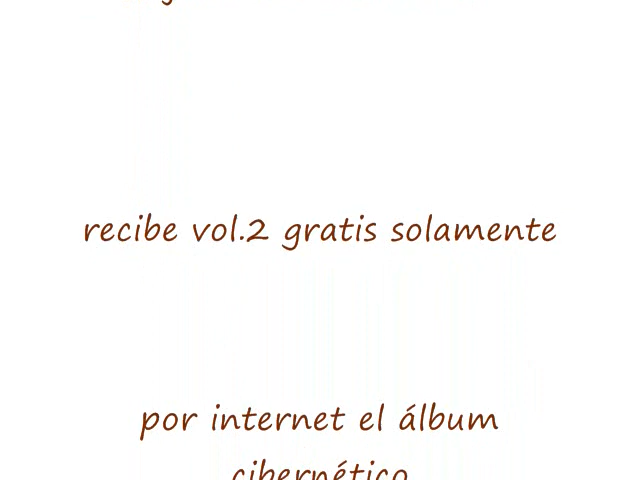 recibe vol.2 gratis solamente
por internet el álbum
cibernético